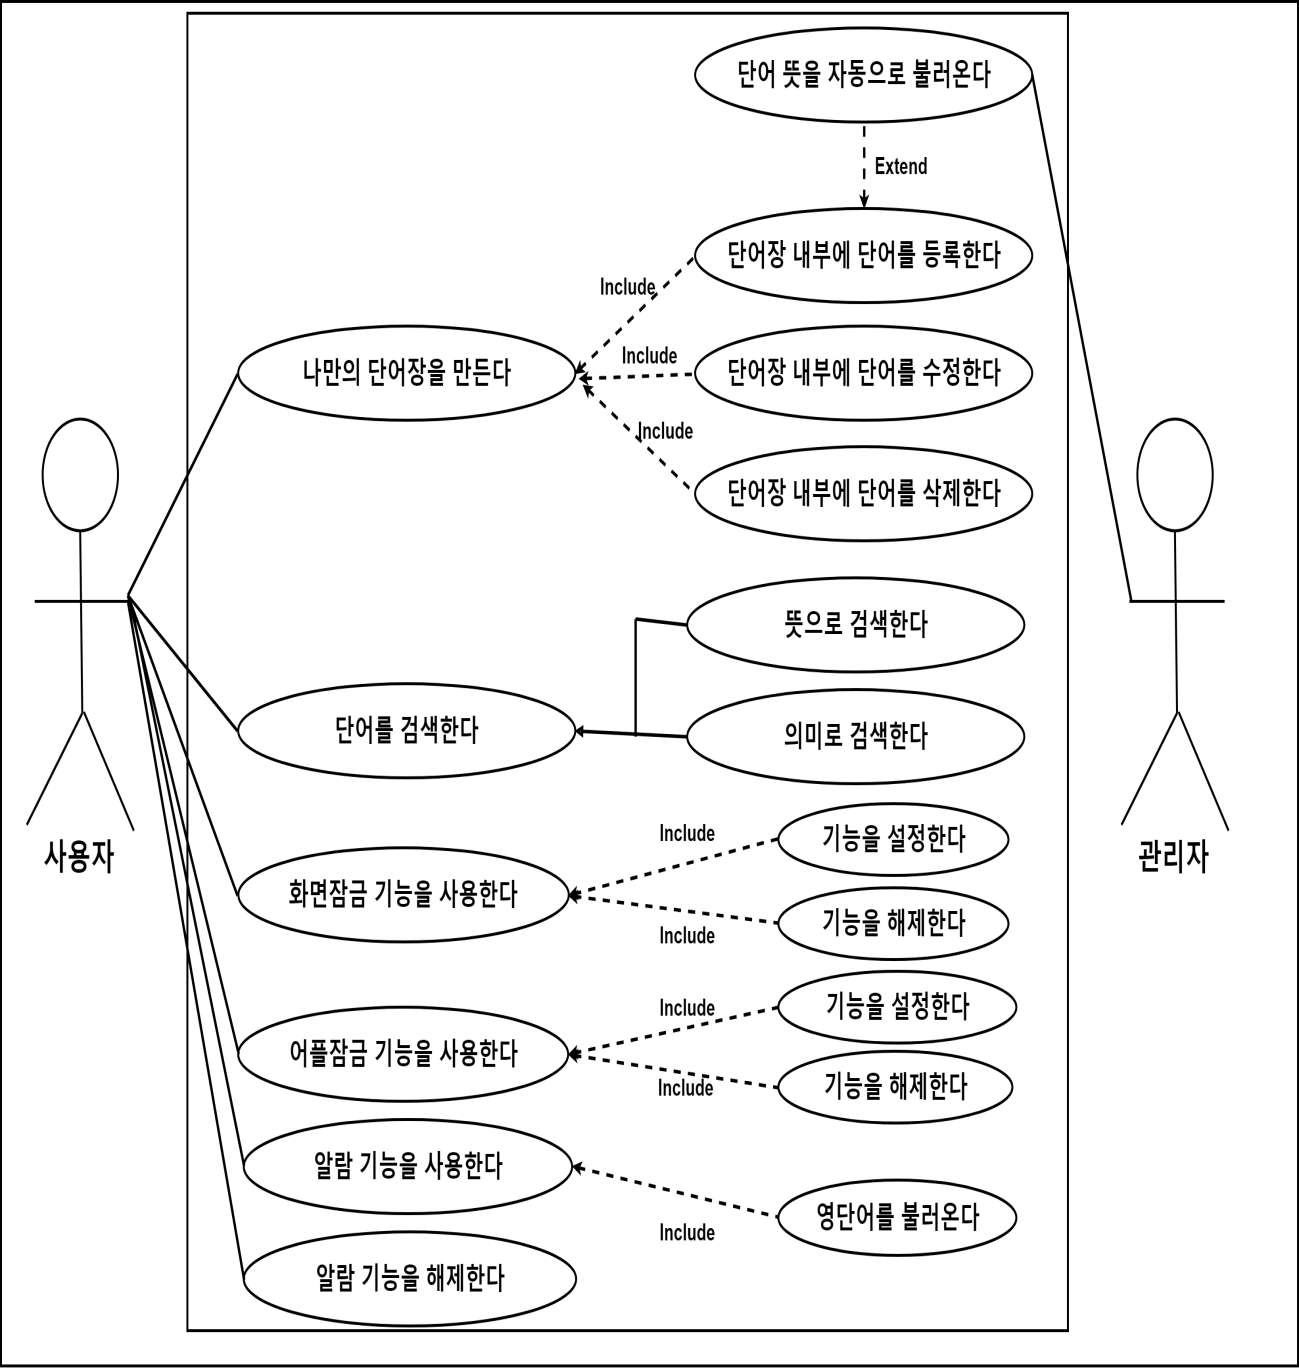 단어 뜻을 자동으로 불러온다
Extend
단어장 내부에 단어를 등록한다
Include
나만의 단어장을 만든다
Include
단어장 내부에 단어를 수정한다
Include
단어장 내부에 단어를 삭제한다
뜻으로 검색한다
단어를 검색한다
의미로 검색한다
사용자
관리자
Include
기능을 설정한다
화면잠금 기능을 사용한다
기능을 해제한다
Include
Include
기능을 설정한다
어플잠금 기능을 사용한다
Include
기능을 해제한다
알람 기능을 사용한다
영단어를 불러온다
Include
알람 기능을 해제한다